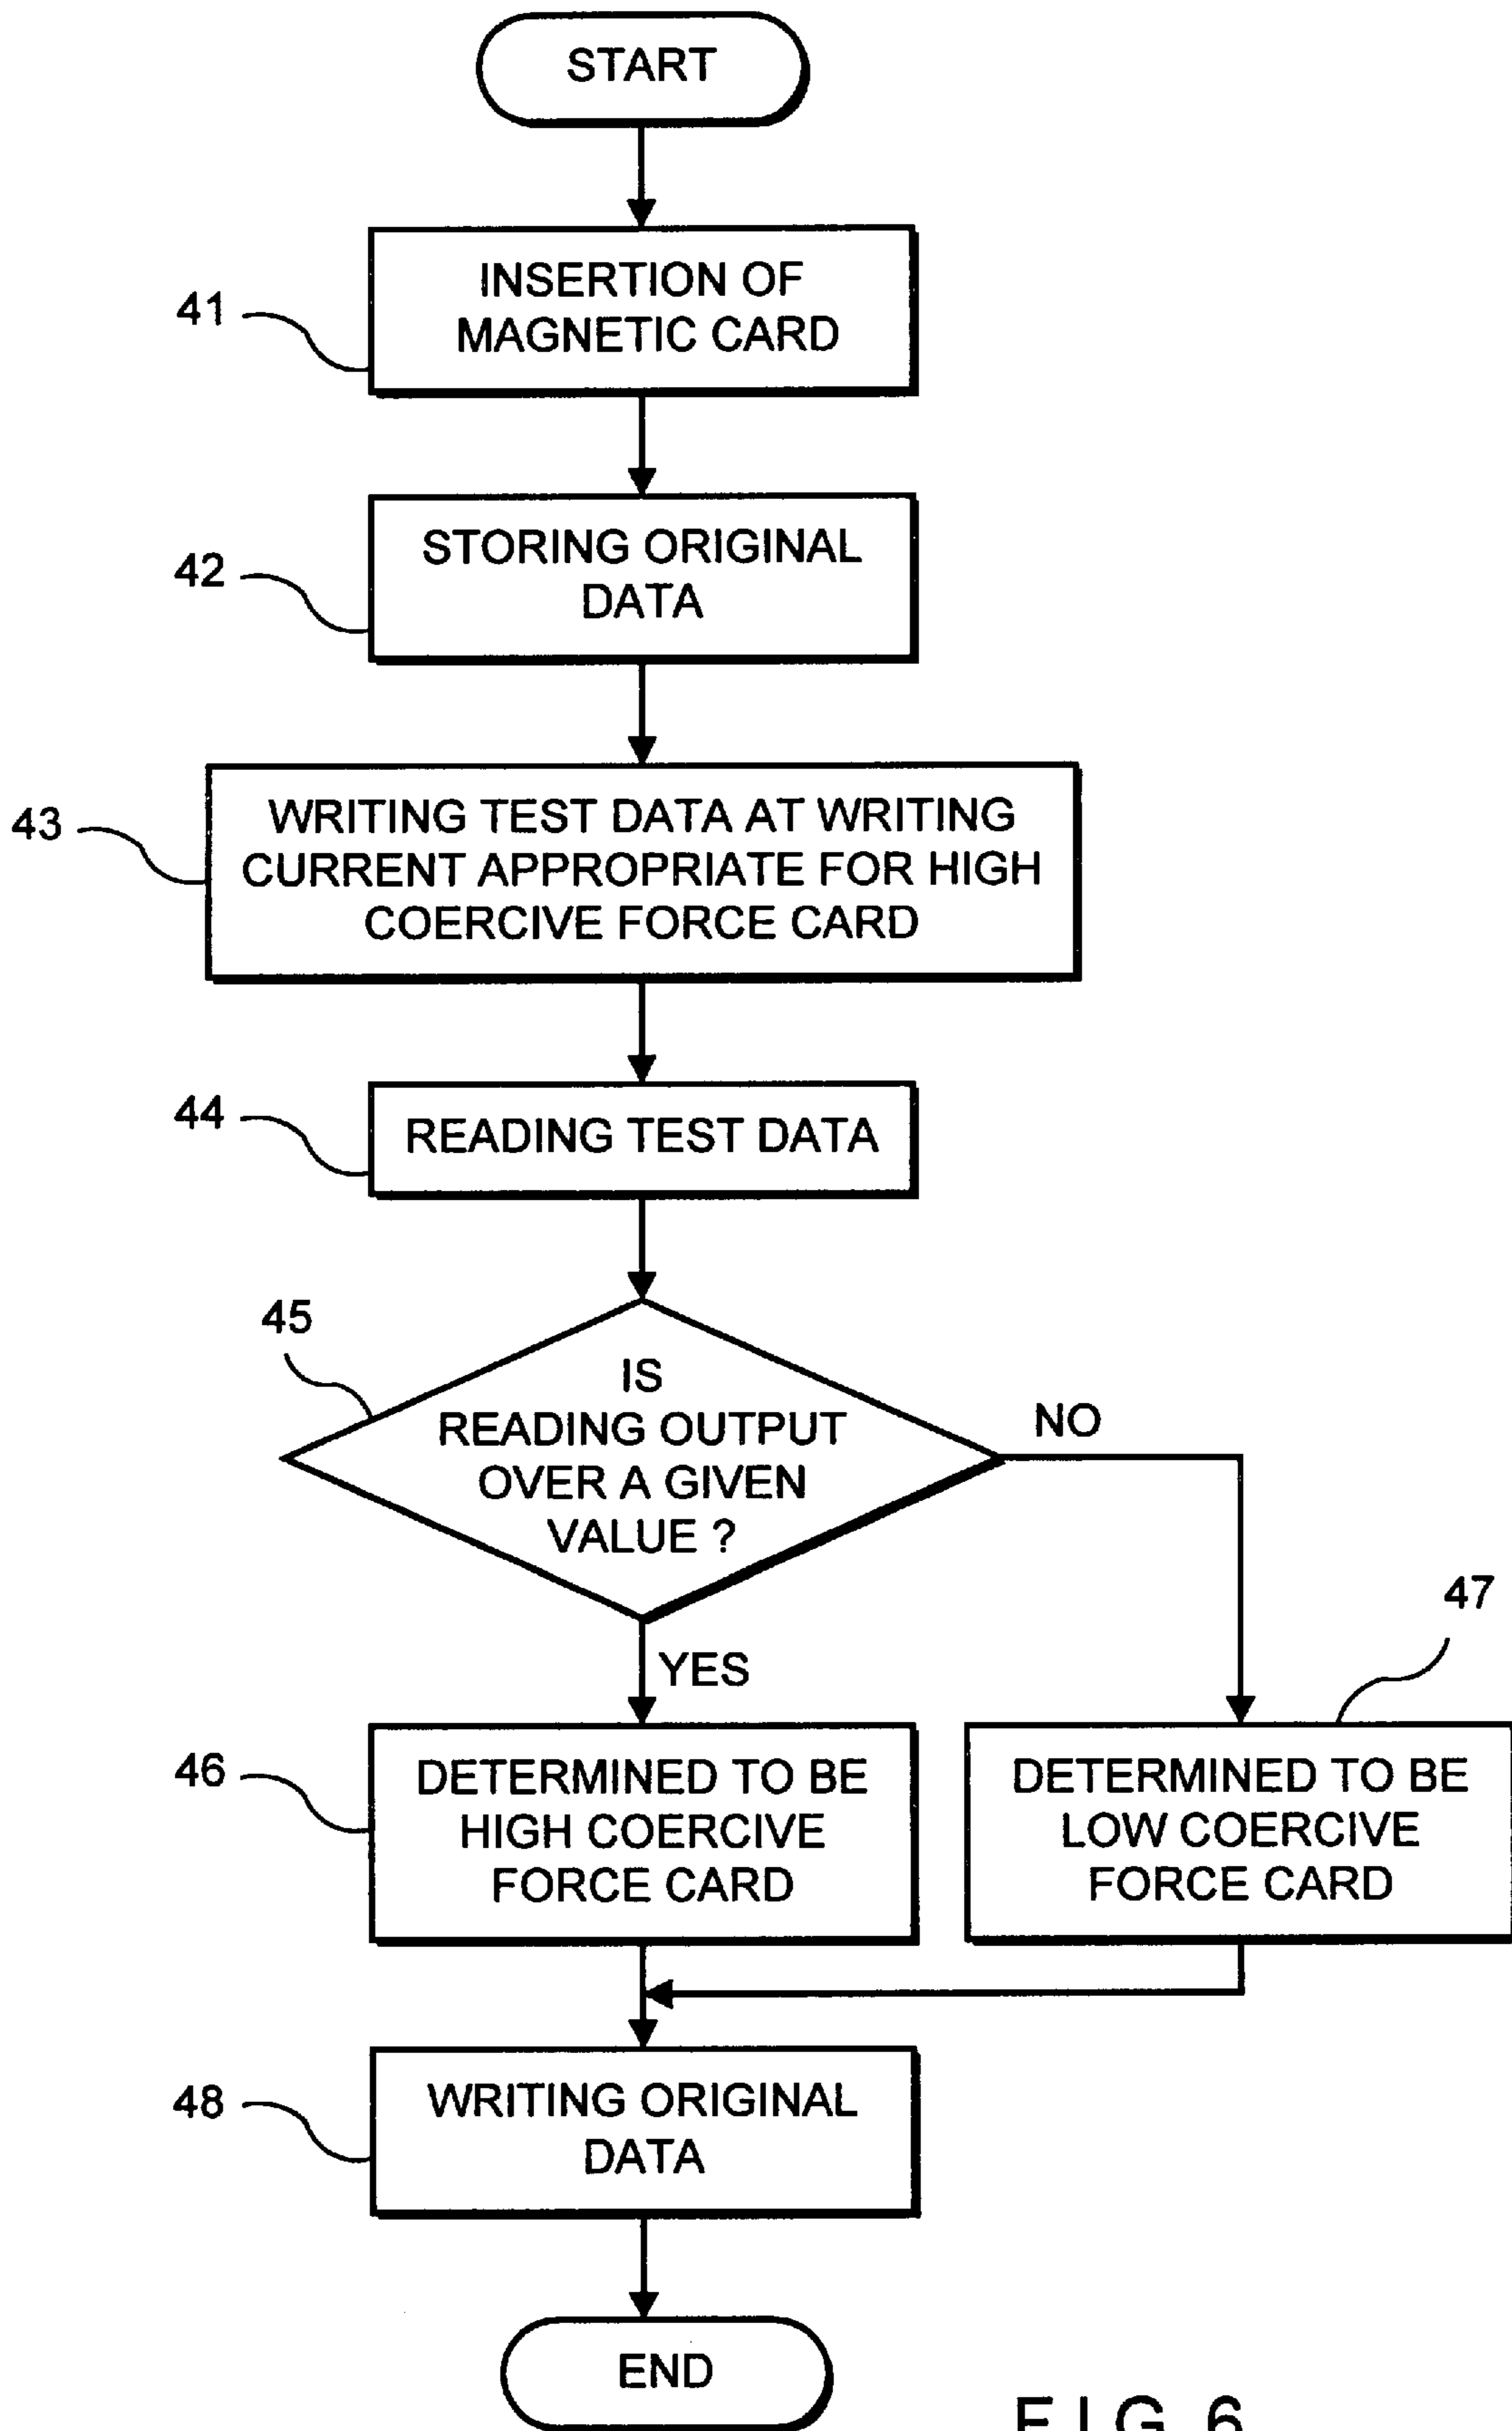 START
41
INSERTION OF
MAGNETIC CARD
42
STORING ORIGINAL
DATA
43
WRITING TEST DATA AT WRITING
CURRENT APPROPRIATE FOR HIGH
COERCIVE FORCE CARD
44
READING TEST DATA
45
IS
READING OUTPUT
OVER A GIVEN
VALUE ?
NO
YES
47
46
DETERMINED TO BE
HIGH COERCIVE
FORCE CARD
DETERMINED TO BE
LOW COERCIVE
FORCE CARD
48
WRITING ORIGINAL
DATA
END
FIG. 6